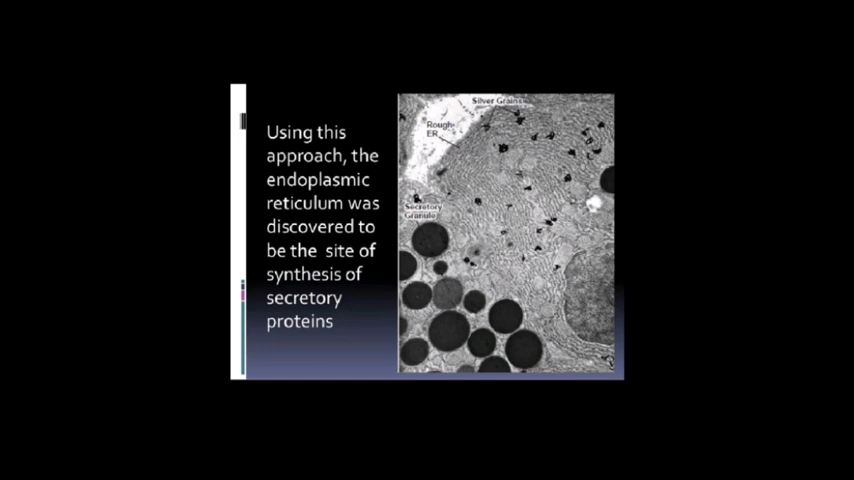 Using this
approach, the
endoplasmic
reticulum was
discovered to
be the site of
synthesis of
secretory
proteins
Silver Grains
Rough
ER
Secretory
Granule